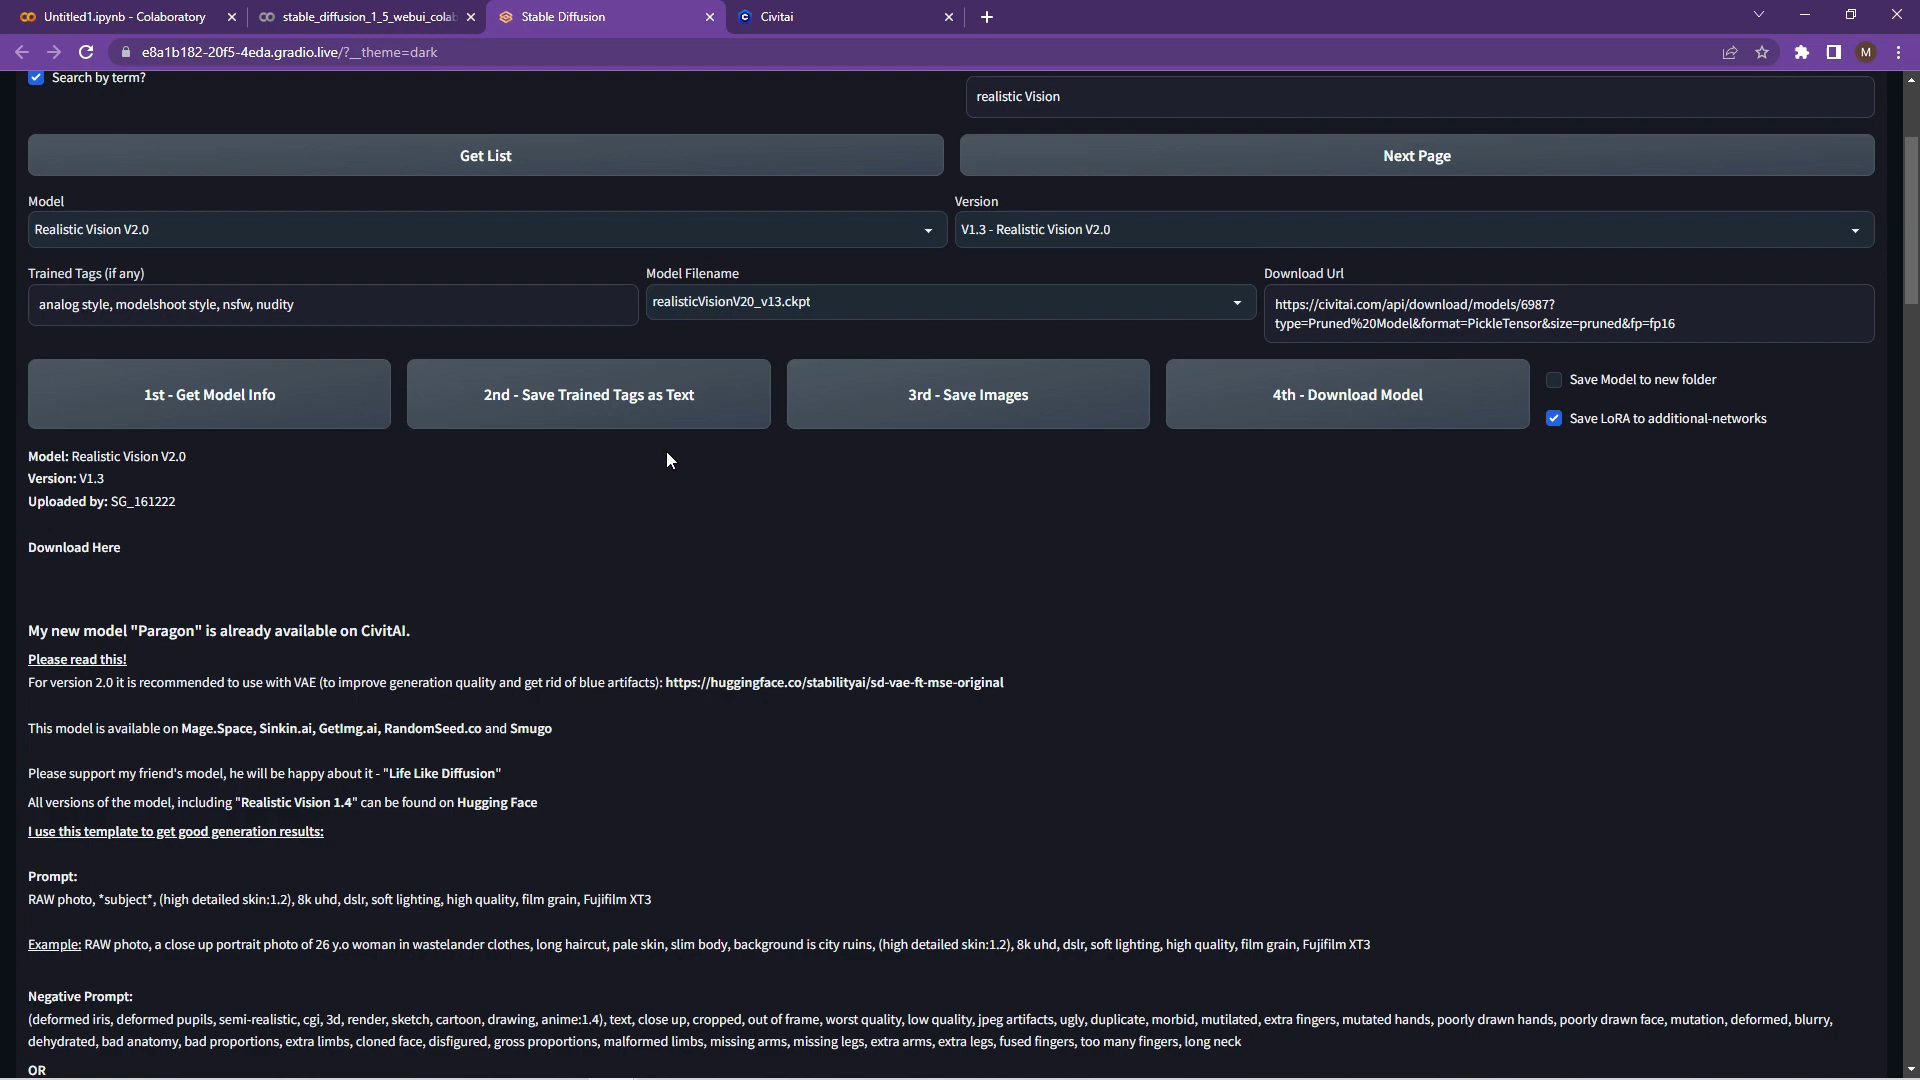 Untitled1.ipynb - Colaboratory
stable_diffusion_1_5_webui_colab
Stable Diffusion
Civitai
e8a1b182-20f5-4eda.gradio.live/?__theme=dark
M
Search by term?
realistic Vision
Get List
Next Page
Model
Version
Realistic Vision V2.0
V1.3 - Realistic Vision V2.0
Trained Tags (if any)
Model Filename
Download Url
analog style, modelshoot style, nsfw, nudity
realisticVisionV20_v13.ckpt
https://civitai.com/api/download/models/6987?
type=Pruned%20Model&format=PickleTensor&size=pruned&fp=fp16
1st - Get Model Info
2nd - Save Trained Tags as Text
3rd - Save Images
4th - Download Model
Save Model to new folder
Save LoRA to additional-networks
Model: Realistic Vision V2.0
Version: V1.3
Uploaded by: SG_161222
Download Here
My new model "Paragon" is already available on CivitAI.
Please read this!
For version 2.0 it is recommended to use with VAE (to improve generation quality and get rid of blue artifacts): https://huggingface.co/stabilityai/sd-vae-ft-mse-original
This model is available on Mage.Space, Sinkin.ai, GetImg.ai, RandomSeed.co and Smugo
Please support my friend's model, he will be happy about it - "Life Like Diffusion"
All versions of the model, including "Realistic Vision 1.4" can be found on Hugging Face
I use this template to get good generation results:
Prompt:
RAW photo, *subject*, (high detailed skin:1.2), 8k uhd, dslr, soft lighting, high quality, film grain, Fujifilm XT3
Example: RAW photo, a close up portrait photo of 26 y.o woman in wastelander clothes, long haircut, pale skin, slim body, background is city ruins, (high detailed skin:1.2), 8k uhd, dslr, soft lighting, high quality, film grain, Fujifilm XT3
Negative Prompt:
(deformed iris, deformed pupils, semi-realistic, cgi, 3d, render, sketch, cartoon, drawing, anime:1.4), text, close up, cropped, out of frame, worst quality, low quality, jpeg artifacts, ugly, duplicate, morbid, mutilated, extra fingers, mutated hands, poorly drawn hands, poorly drawn face, mutation, deformed, blurry,
dehydrated, bad anatomy, bad proportions, extra limbs, cloned face, disfigured, gross proportions, malformed limbs, missing arms, missing legs, extra arms, extra legs, fused fingers, too many fingers, long neck
OR